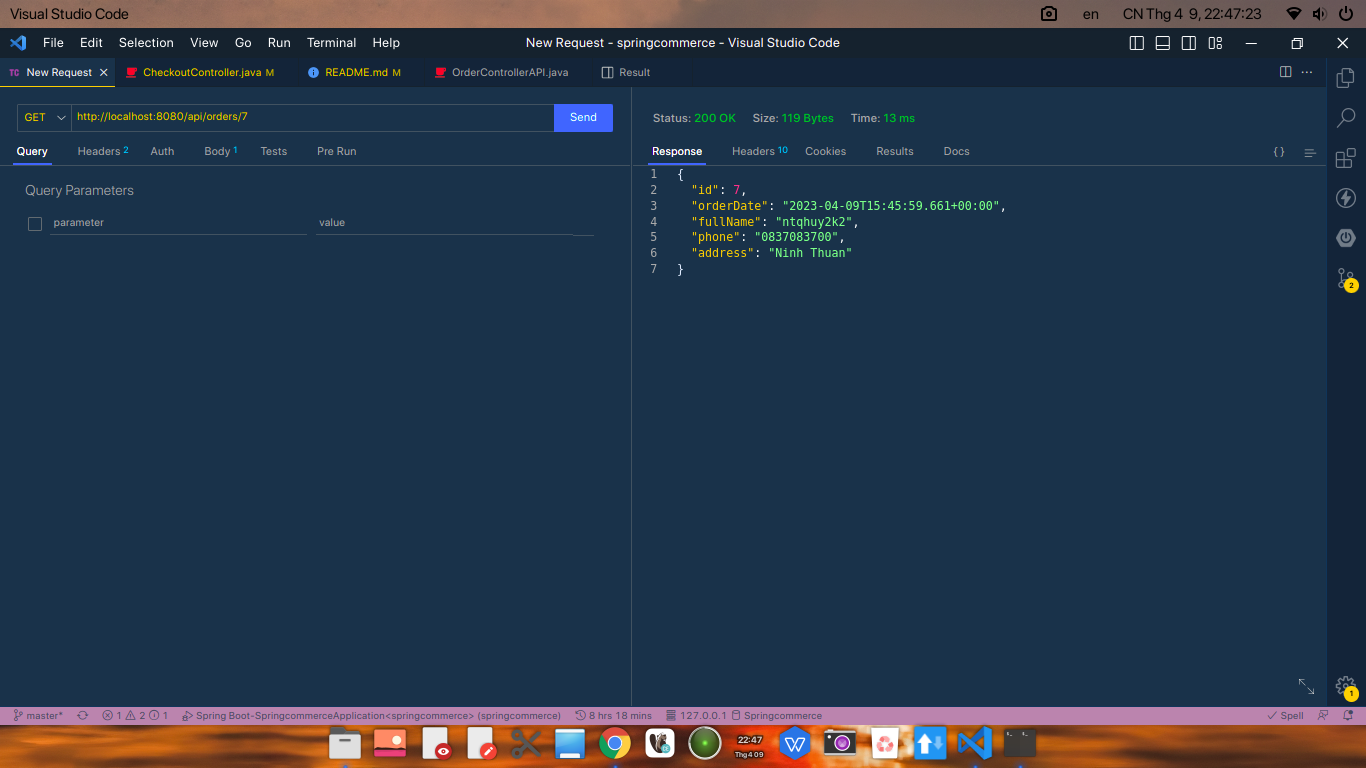 Visual Studio Code
en
CN Thg 4 9, 22:47:23
File Edit Selection View Go Run Terminal Help
New Request - springcommerce - Visual Studio Code
TC New Request
CheckoutController.java M
README.md M
OrderControllerAPI.java
Result
GET
http://localhost:8080/api/orders/7
Send
Query Headers 2 Auth Body 1 Tests Pre Run
Query Parameters
parameter
value
Status: 200 OK Size: 119 Bytes Time: 13 ms
Response Headers 10 Cookies Results Docs
{ }
1 {
2 "id": 7,
3 "orderDate": "2023-04-09T15:45:59.661+00:00",
4 "fullName": "ntqhuy2k2",
5 "phone": "0837083700",
6 "address": "Ninh Thuan"
7 }
2
1
master* 1 2 1 Spring Boot-SpringcommerceApplication<springcommerce> (springcommerce) 8 hrs 18 mins 127.0.0.1 Springcommerce
Spell
22:47
Thg4 09
W